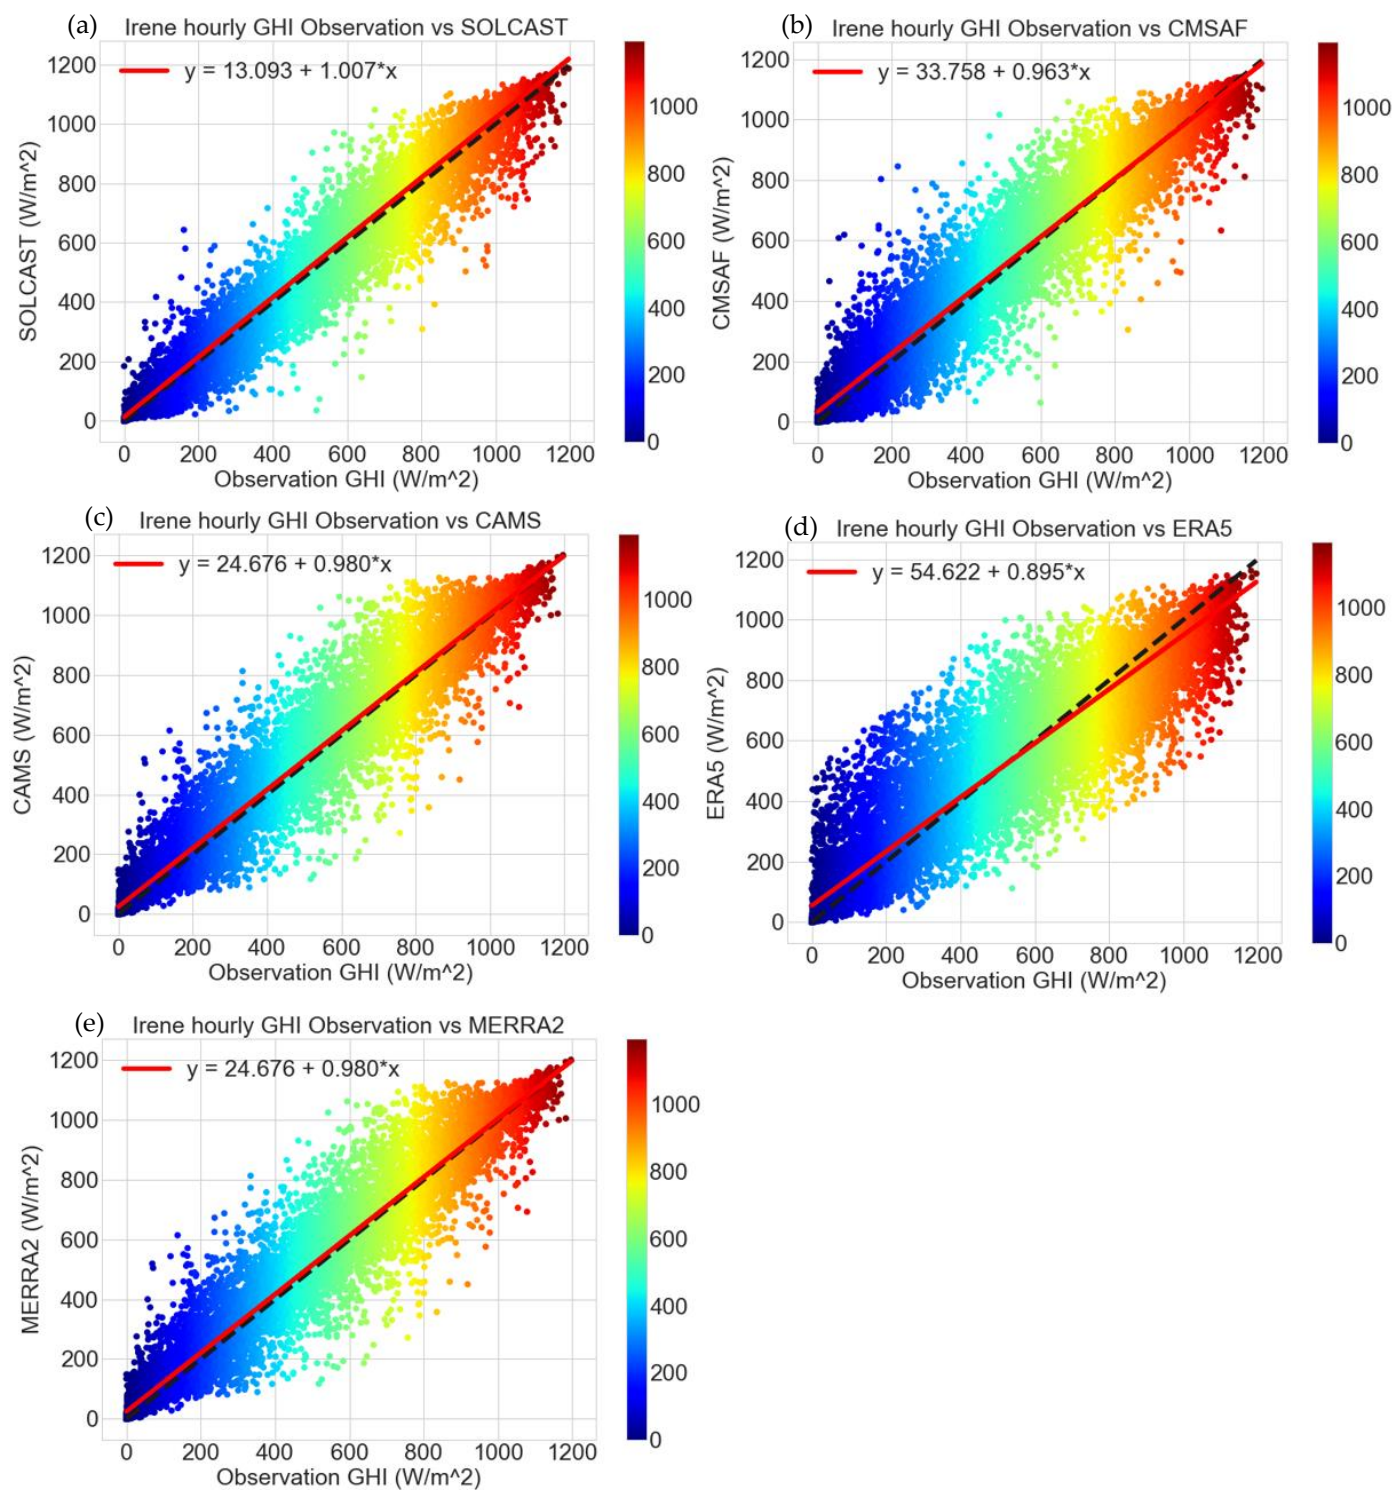 (a) Irene hourly GHI Observation vs SOLCAST
y = 13.093 + 1.007*x
SOLCAST (W/m^2)
1200
1000
800
600
400
200
0
0 200 400 600 800 1000 1200
Observation GHI (W/m^2)
1000
800
600
400
200
0
(b) Irene hourly GHI Observation vs CMSAF
y = 33.758 + 0.963*x
CMSAF (W/m^2)
1200
1000
800
600
400
200
0
0 200 400 600 800 1000 1200
Observation GHI (W/m^2)
1000
800
600
400
200
0
(c) Irene hourly GHI Observation vs CAMS
y = 24.676 + 0.980*x
CAMS (W/m^2)
1200
1000
800
600
400
200
0
0 200 400 600 800 1000 1200
Observation GHI (W/m^2)
1000
800
600
400
200
0
(d) Irene hourly GHI Observation vs ERA5
y = 54.622 + 0.895*x
ERA5 (W/m^2)
1200
1000
800
600
400
200
0
0 200 400 600 800 1000 1200
Observation GHI (W/m^2)
1000
800
600
400
200
0
(e) Irene hourly GHI Observation vs MERRA2
y = 24.676 + 0.980*x
MERRA2 (W/m^2)
1200
1000
800
600
400
200
0
0 200 400 600 800 1000 1200
Observation GHI (W/m^2)
1000
800
600
400
200
0